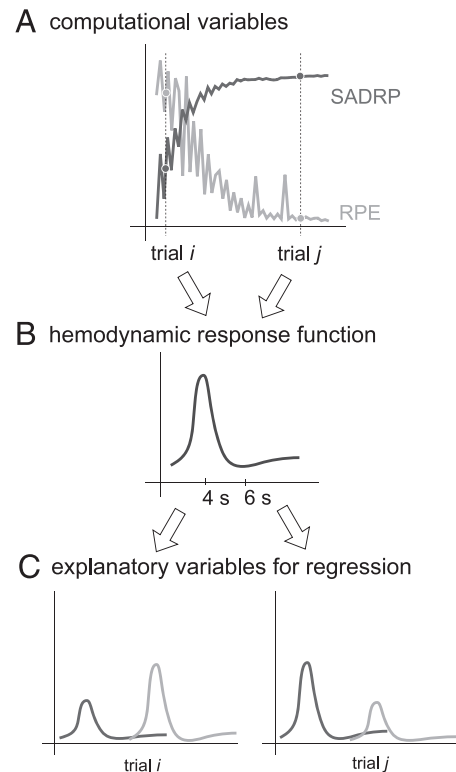 A computational variables
SADRP
RPE
trial i
trial j
B hemodynamic response function
4 s
6 s
C explanatory variables for regression
trial i
trial j